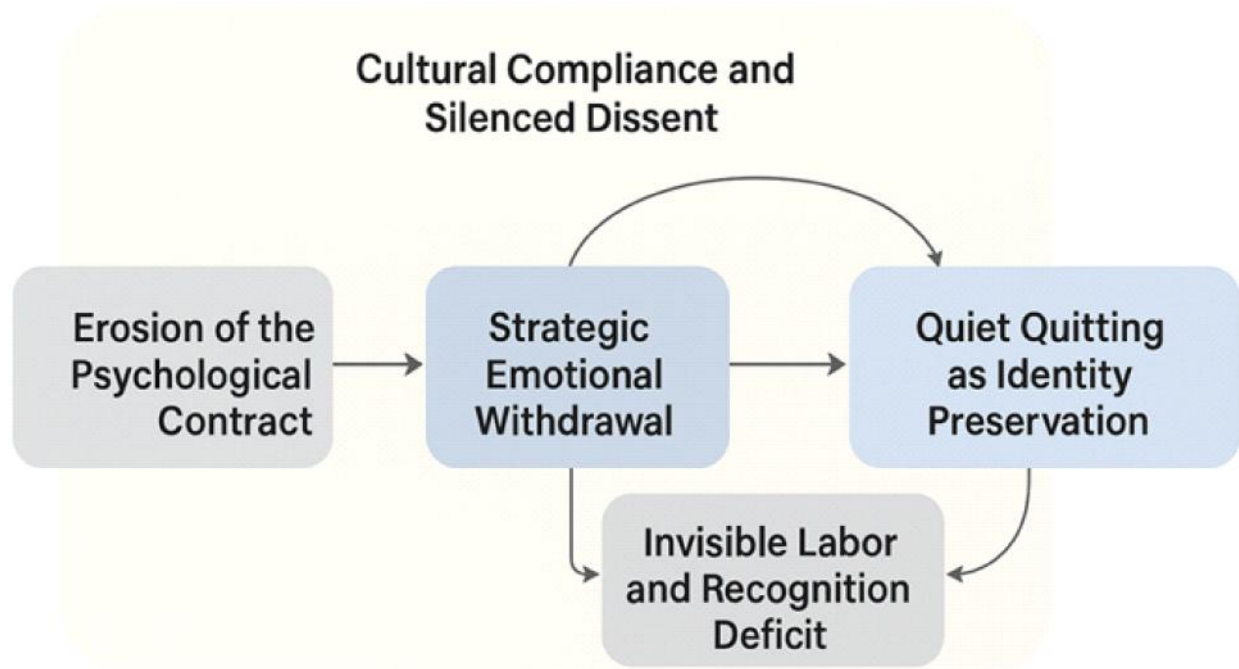 Cultural Compliance and
Silenced Dissent
Erosion of the
Psychological
Contract
Strategic
Emotional
Withdrawal
Quiet Quitting
as Identity
Preservation
Invisible Labor
and Recognition
Deficit